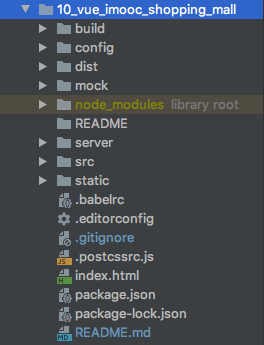 10_vue_imooc_shopping_mall
build
config
dist
mock
node_modules library root
README
server
src
static
.babelrc
.editorconfig
.gitignore
.postcssrc.js
index.html
package.json
package-lock.json
README.md